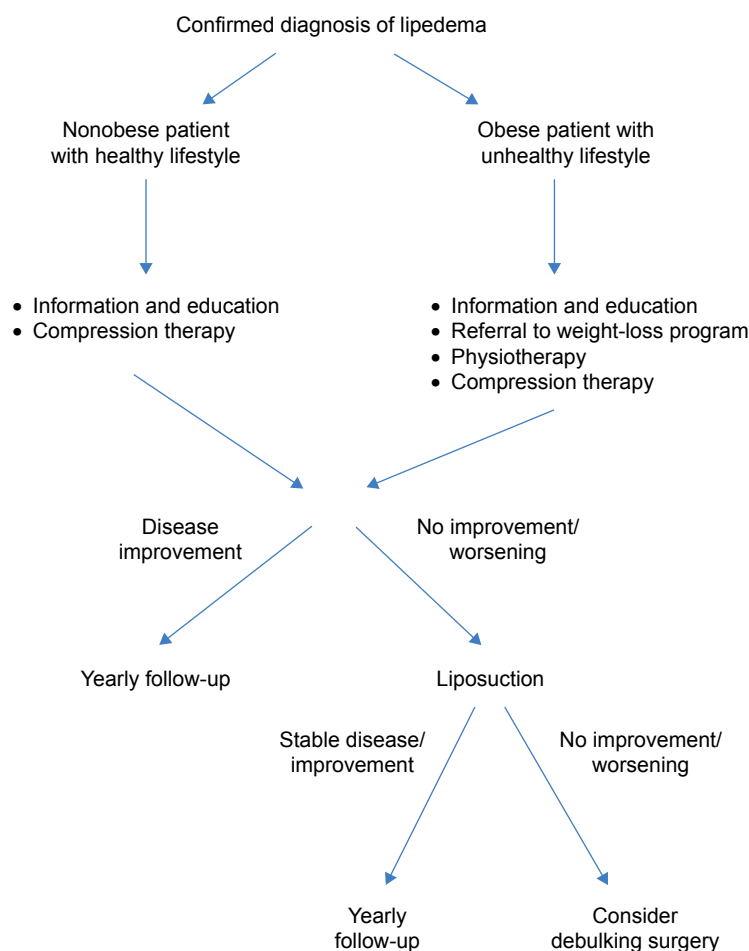 Confirmed diagnosis of lipedema
Nonobese patient
with healthy lifestyle
Obese patient with
unhealthy lifestyle
• Information and education
• Compression therapy
• Information and education
• Referral to weight-loss program
• Physiotherapy
• Compression therapy
Disease
improvement
No improvement/
worsening
Yearly follow-up
Liposuction
Stable disease/
improvement
No improvement/
worsening
Yearly
follow-up
Consider
debulking surgery